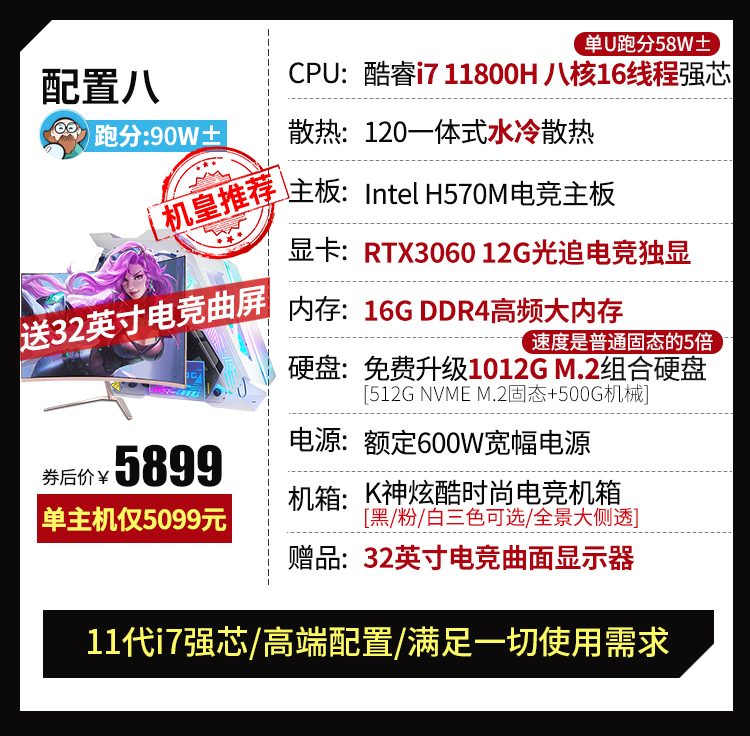 配置八
跑分:90W±
机皇推荐
送32英寸电竞曲屏
券后价¥5899
单主机仅5099元
单U跑分58W±
CPU: 酷睿i7 11800H 八核16线程强芯
散热: 120一体式水冷散热
主板: Intel H570M电竞主板
显卡: RTX3060 12G光追电竞独显
内存: 16G DDR4高频大内存
速度是普通固态的5倍
硬盘: 免费升级1012G M.2组合硬盘
[512G NVME M.2固态+500G机械]
电源: 额定600W宽幅电源
机箱: K神炫酷时尚电竞机箱
[黑/粉/白三色可选/全景大侧透]
赠品: 32英寸电竞曲面显示器
11代i7强芯/高端配置/满足一切使用需求